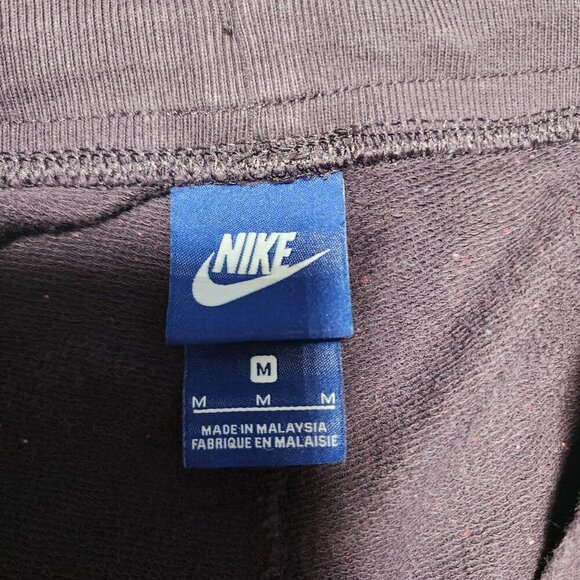 NIKE
M
M M M
MADE IN MALAYSIA
FABRIQUE EN MALAISIE